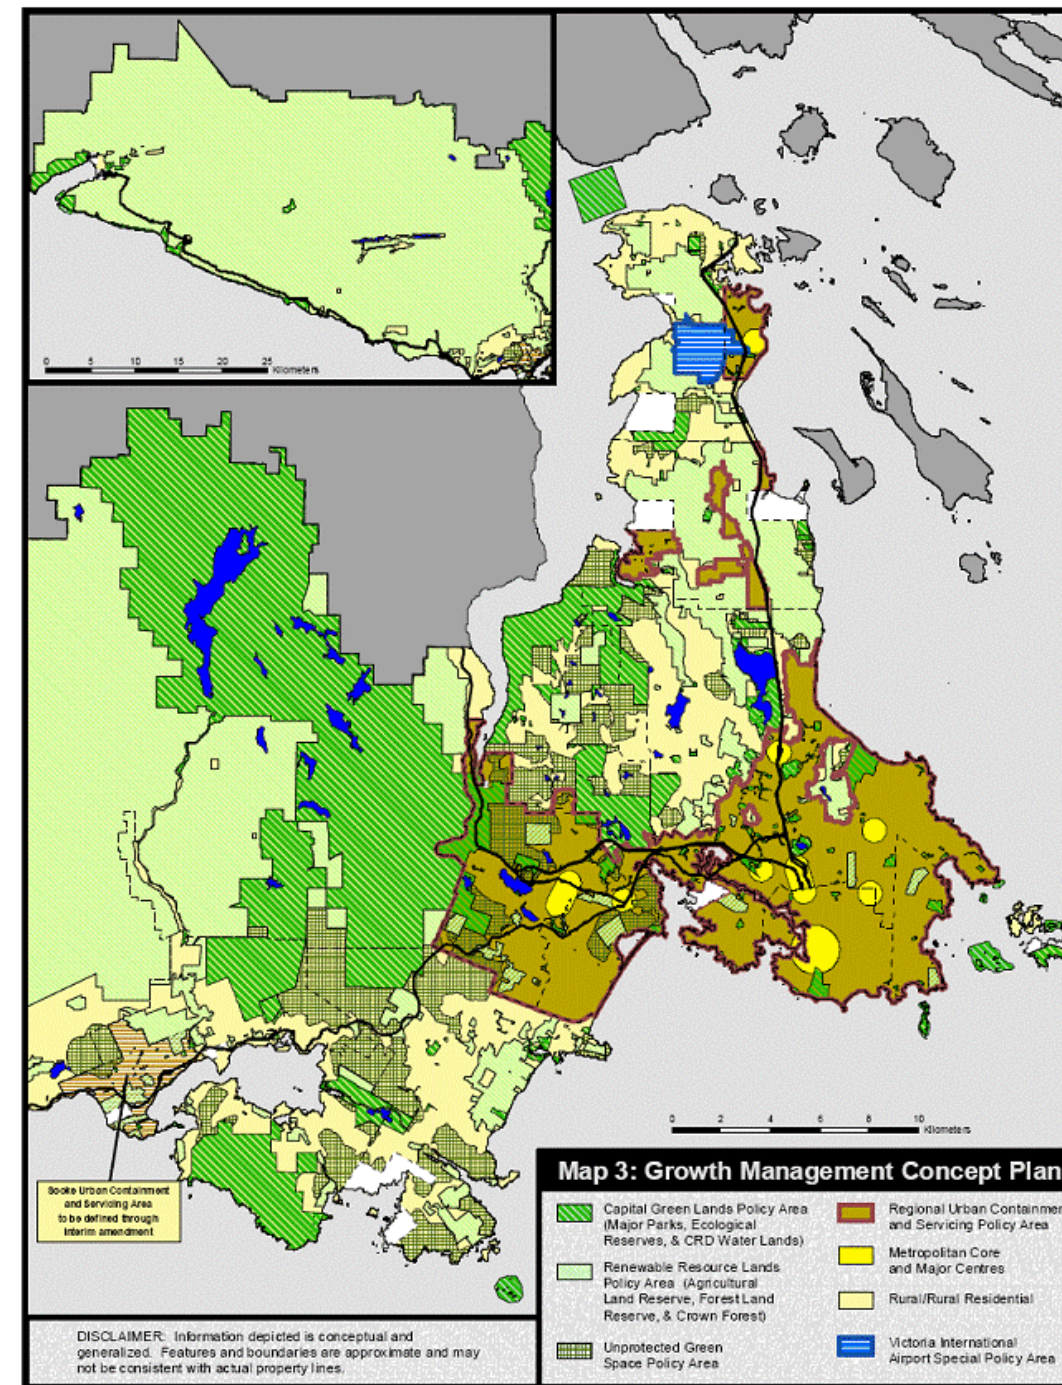 0 5 10 15 20 25
Kilometers
0 2 4 6 8 10
Kilometers
Sooke Urban Containment
and Servicing Area
to be defined through
Interim amendment
Map 3: Growth Management Concept Plan
Capital Green Lands Policy Area
(Major Parks, Ecological
Reserves, & CRD Water Lands)
Renewable Resource Lands
Policy Area (Agricultural
Land Reserve, Forest Land
Reserve, & Crown Forest)
Unprotected Green
Space Policy Area
Regional Urban Containmen
and Servicing Policy Area
Metropolitan Core
and Major Centres
Rural/Rural Residential
Victoria International
Airport Special Policy Area
DISCLAIMER: Information depicted is conceptual and
generalized. Features and boundaries are approximate and may
not be consistent with actual property lines.